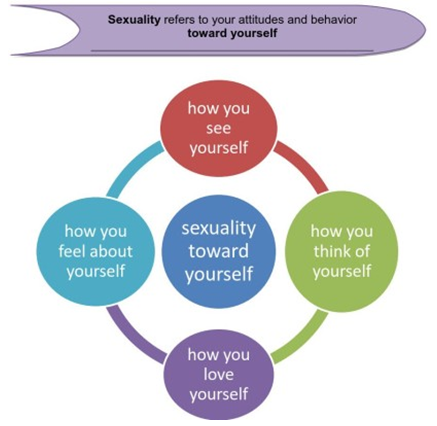 Sexuality refers to your attitudes and behavior
toward yourself
how you
see
yourself
how you
feel about
yourself
sexuality
toward
yourself
how you
think of
yourself
how you
love
yourself